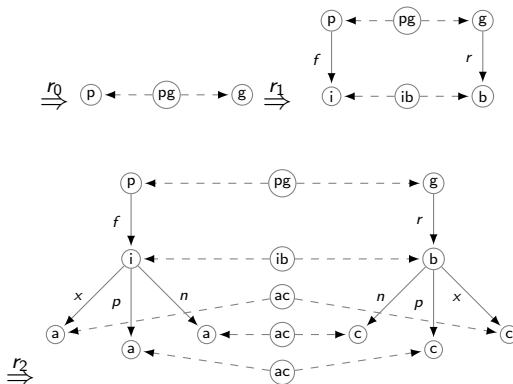 p pg g
f r
r0 ⇒ p pg g r1 ⇒ i ib b
p pg g
f r
i ib b
x p n n p x
ac
a a ac c c
a c
r2 ⇒ ac